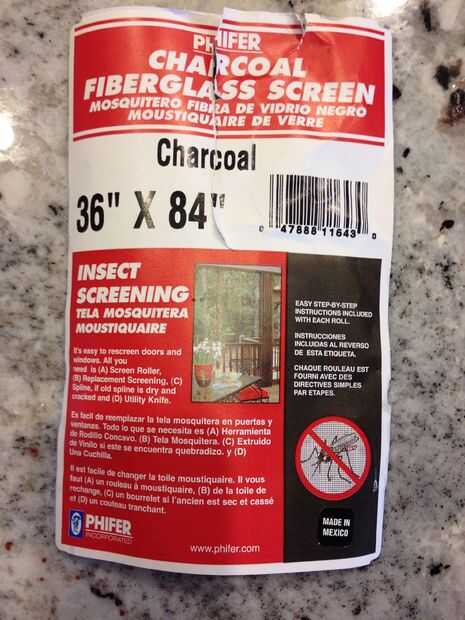 PHIFER
CHARCOAL
FIBERGLASS SCREEN
MOSQUITERO FIBRA DE VIDRIO NEGRO
MOUSTIQUAIRE DE VERRE
Charcoal
36" X 84"
0 47888 11643 0
INSECT
SCREENING
TELA MOSQUITERA
MOUSTIQUAIRE
It's easy to rescreen doors and
windows. All you
need is (A) Screen Roller,
(B) Replacement Screening, (C)
Spline, if old spline is dry and
cracked and (D) Utility Knife.
Es facil de reemplazar la tela mosquitera en puertas y
ventanas. Todo lo que se necesita es (A) Herramienta
de Rodillo Concavo. (B) Tela Mosquitera. (C) Extruido
de Vinilo si este se encuentra quebradizo. y (D)
Una Cuchilla.
Il est facile de changer la toile moustiquaire. Il vous
faut (A) un rouleau à moustiquaire, (B) de la toile de
rechange, (C) un bourrelet si l'ancien est sec et cassé
et (D) un couteau tranchant.
EASY STEP-BY-STEP
INSTRUCTIONS INCLUDED
WITH EACH ROLL.
INSTRUCCIONES
INCLUIDAS AL REVERSO
DE ESTA ETIQUETA.
CHAQUE ROULEAU EST
FOURNI AVEC DES
DIRECTIVES SIMPLES
PAR ETAPES.
MADE IN
MEXICO
PHIFER
INCORPORATED
www.phifer.com